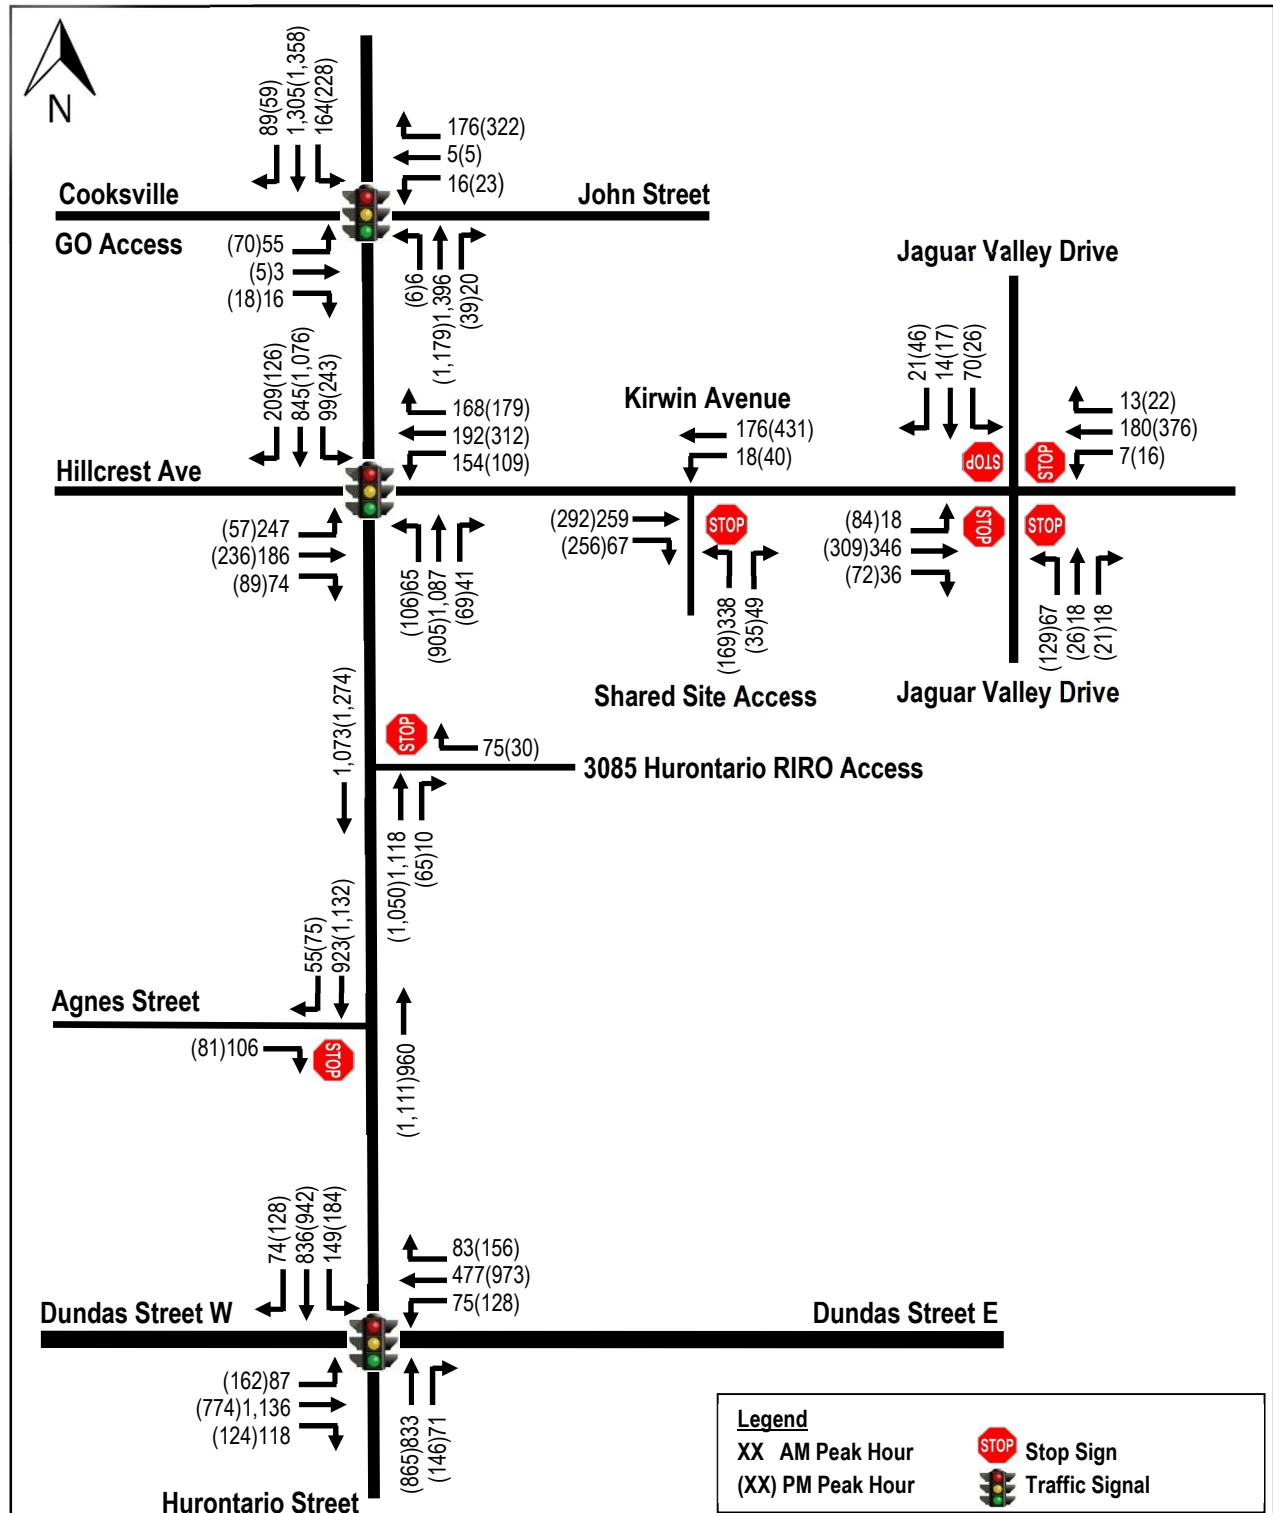 N
89(59)
1,305(1,358)
164(228)
176(322)
5(5)
16(23)
Cooksville
John Street
GO Access
(70)55
(5)3
(18)16
(6)6
(1,179)1,396
(39)20
Jaguar Valley Drive
209(126)
845(1,076)
99(243)
168(179)
192(312)
154(109)
Kirwin Avenue
176(431)
18(40)
21(46)
14(17)
70(26)
13(22)
180(376)
7(16)
Hillcrest Ave
STOP
STOP
(57)247
(236)186
(89)74
(106)65
(905)1,087
(69)41
(292)259
(256)67
STOP
(169)338
(35)49
(84)18
(309)346
(72)36
STOP
STOP
(129)67
(26)18
(21)18
Shared Site Access
Jaguar Valley Drive
1,073(1,274)
STOP
75(30)
3085 Hurontario RIRO Access
(1,050)1,118
(65)10
55(75)
923(1,132)
Agnes Street
(81)106
STOP
(1,111)960
74(128)
836(942)
149(184)
83(156)
477(973)
75(128)
Dundas Street W
Dundas Street E
(162)87
(774)1,136
(124)118
(865)833
(146)71
Hurontario Street
Legend
XX AM Peak Hour
STOP Stop Sign
(XX) PM Peak Hour
Traffic Signal